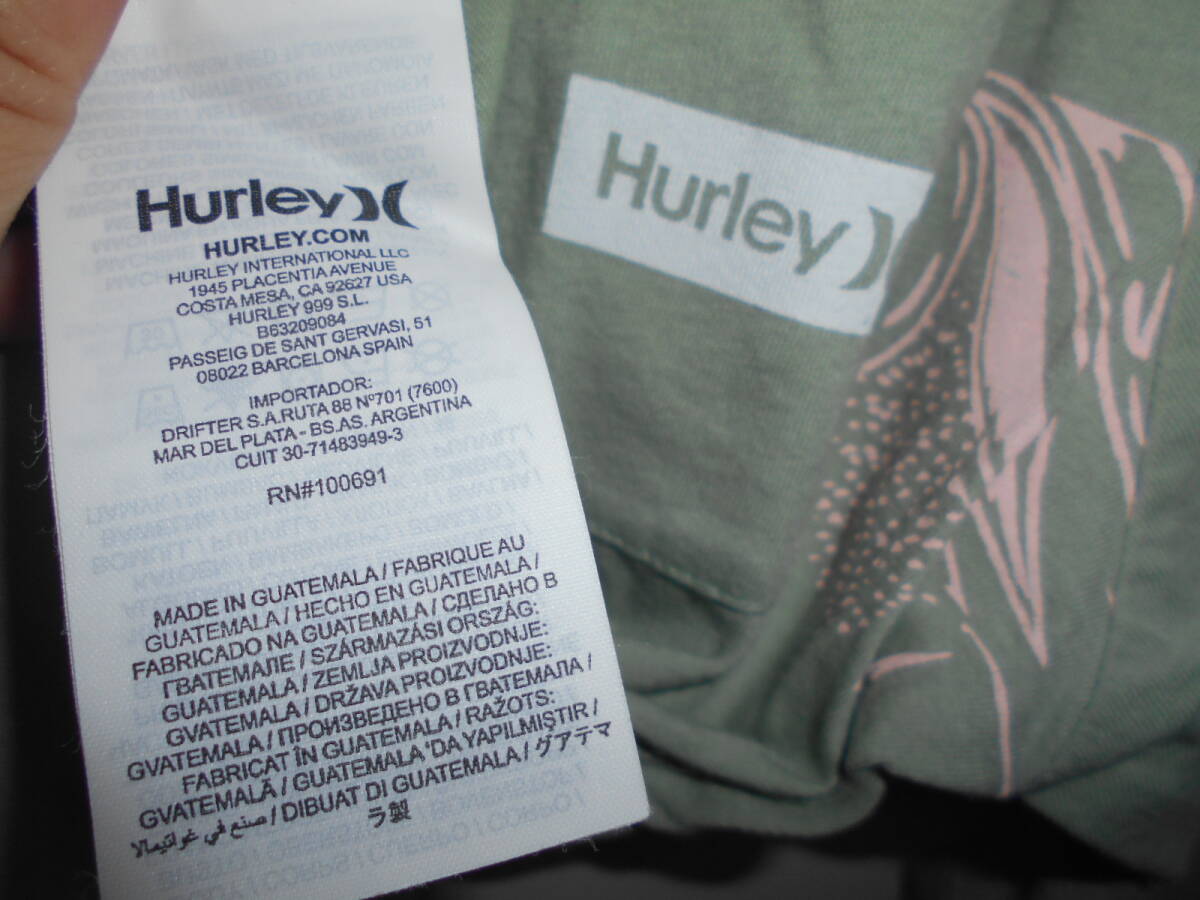 Hurley
HURLEY.COM
HURLEY INTERNATIONAL LLC
1945 PLACENTIA AVENUE
COSTA MESA, CA 92627 USA
HURLEY 999 S.L.
B63209084
PASSEIG DE SANT GERVASI, 51
08022 BARCELONA SPAIN
IMPORTADOR:
DRIFTER S.A.RUTA 88 Nº701 (7600)
MAR DEL PLATA - BS.AS. ARGENTINA
CUIT 30-71483949-3
RN#100691
MADE IN GUATEMALA / FABRIQUE AU
GUATEMALA / HECHO EN GUATEMALA /
FABRICADO NA GUATEMALA / СДЕЛАНО В
ГВАТЕМАЛЕ / SZÁRMAZÁSI ORSZÁG:
GUATEMALA / ZEMLJA PROIZVODNJE:
GVATEMALA / DRŽAVA PROIZVODNJE:
GVATEMALA / ПРОИЗВЕДЕНО В ГВАТЕМАЛА /
FABRICAT ÎN GUATEMALA / RAŽOTS:
GVATEMALĀ / GUATEMALA'DA YAPILMIŞTIR /
صنع في غواتيمالا / DIBUAT DI GUATEMALA / グアテマ
ラ製
Hurley